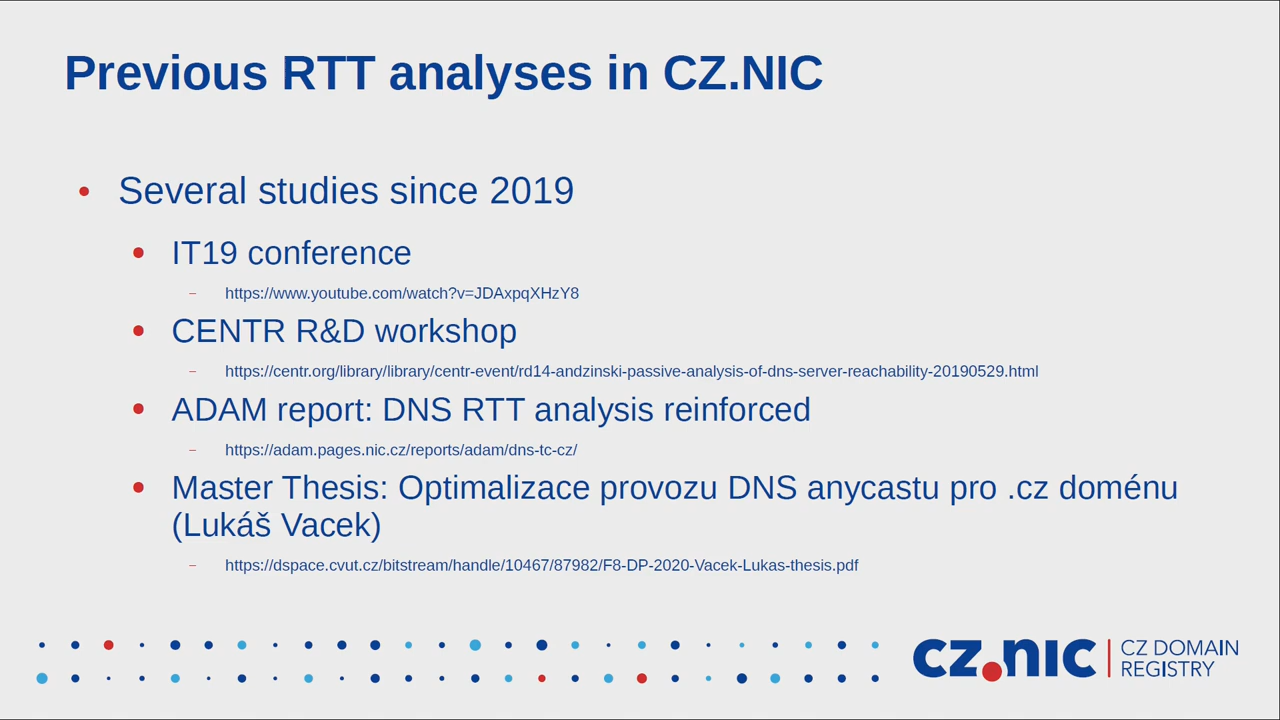 Previous RTT analyses in CZ.NIC
• Several studies since 2019
• IT19 conference
– https://www.youtube.com/watch?v=JDAxpqXHzY8
• CENTR R&D workshop
– https://centr.org/library/library/centr-event/rd14-andzinski-passive-analysis-of-dns-server-reachability-20190529.html
• ADAM report: DNS RTT analysis reinforced
– https://adam.pages.nic.cz/reports/adam/dns-tc-cz/
• Master Thesis: Optimalizace provozu DNS anycastu pro .cz doménu
(Lukáš Vacek)
– https://dspace.cvut.cz/bitstream/handle/10467/87982/F8-DP-2020-Vacek-Lukas-thesis.pdf
cz.nic
CZ DOMAIN
REGISTRY